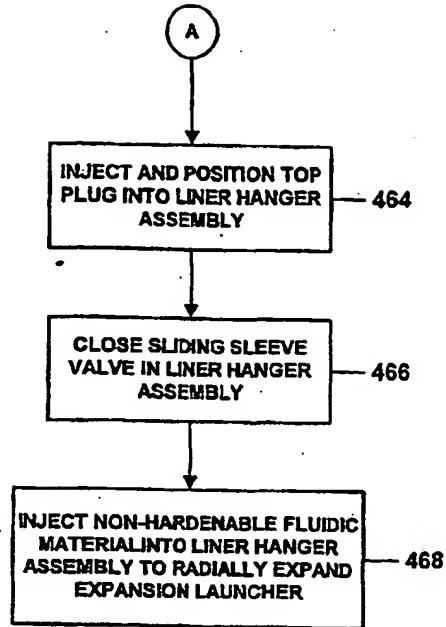 A
INJECT AND POSITION TOP
PLUG INTO LINER HANGER
ASSEMBLY
464
CLOSE SLIDING SLEEVE
VALVE IN LINER HANGER
ASSEMBLY
466
INJECT NON-HARDENABLE FLUIDIC
MATERIALINTO LINER HANGER
ASSEMBLY TO RADIALLY EXPAND
EXPANSION LAUNCHER
468